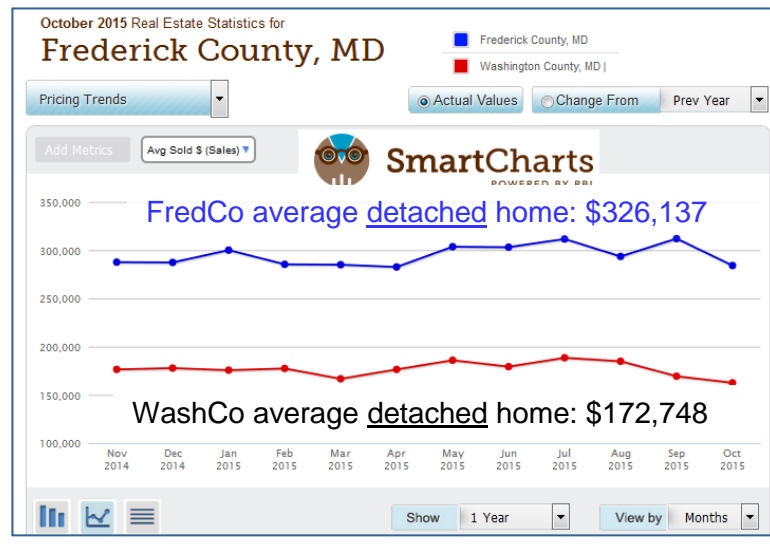 October 2015 Real Estate Statistics for
Frederick County, MD
Frederick County, MD
Washington County, MD |
Pricing Trends
Actual Values
Change From
Prev Year
Add Metrics
Avg Sold $ (Sales)
SmartCharts
POWERED BY RBI
350,000
FredCo average detached home: $326,137
300,000
250,000
200,000
150,000
WashCo average detached home: $172,748
100,000
Nov Dec Jan Feb Mar Apr May Jun Jul Aug Sep Oct
2014 2014 2015 2015 2015 2015 2015 2015 2015 2015 2015 2015
Show 1 Year View by Months